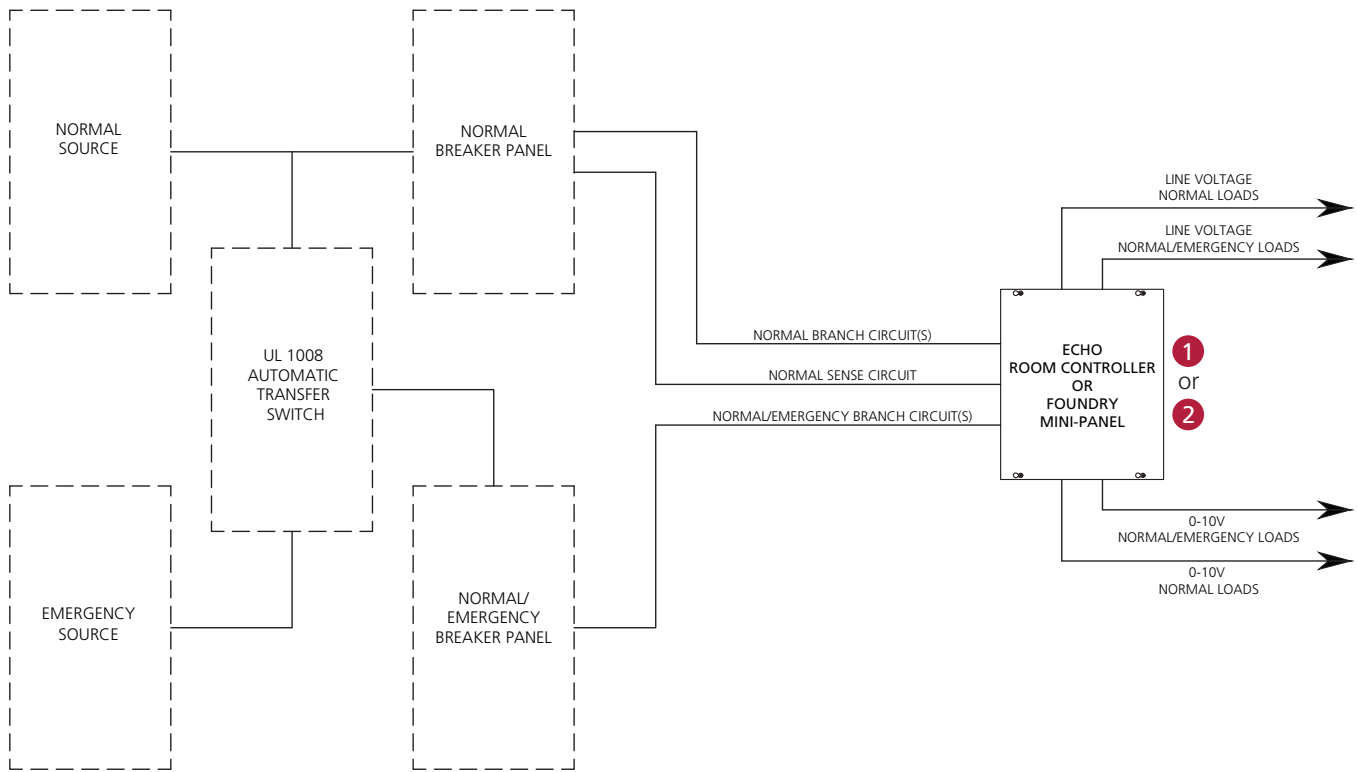 NORMAL
SOURCE
NORMAL
BREAKER PANEL
LINE VOLTAGE
NORMAL LOADS
LINE VOLTAGE
NORMAL/EMERGENCY LOADS
UL 1008
AUTOMATIC
TRANSFER
SWITCH
NORMAL BRANCH CIRCUIT(S)
NORMAL SENSE CIRCUIT
NORMAL/EMERGENCY BRANCH CIRCUIT(S)
ECHO
ROOM CONTROLLER
OR
FOUNDRY
MINI-PANEL
1
or
2
EMERGENCY
SOURCE
NORMAL/
EMERGENCY
BREAKER PANEL
0-10V
NORMAL/EMERGENCY LOADS
0-10V
NORMAL LOADS